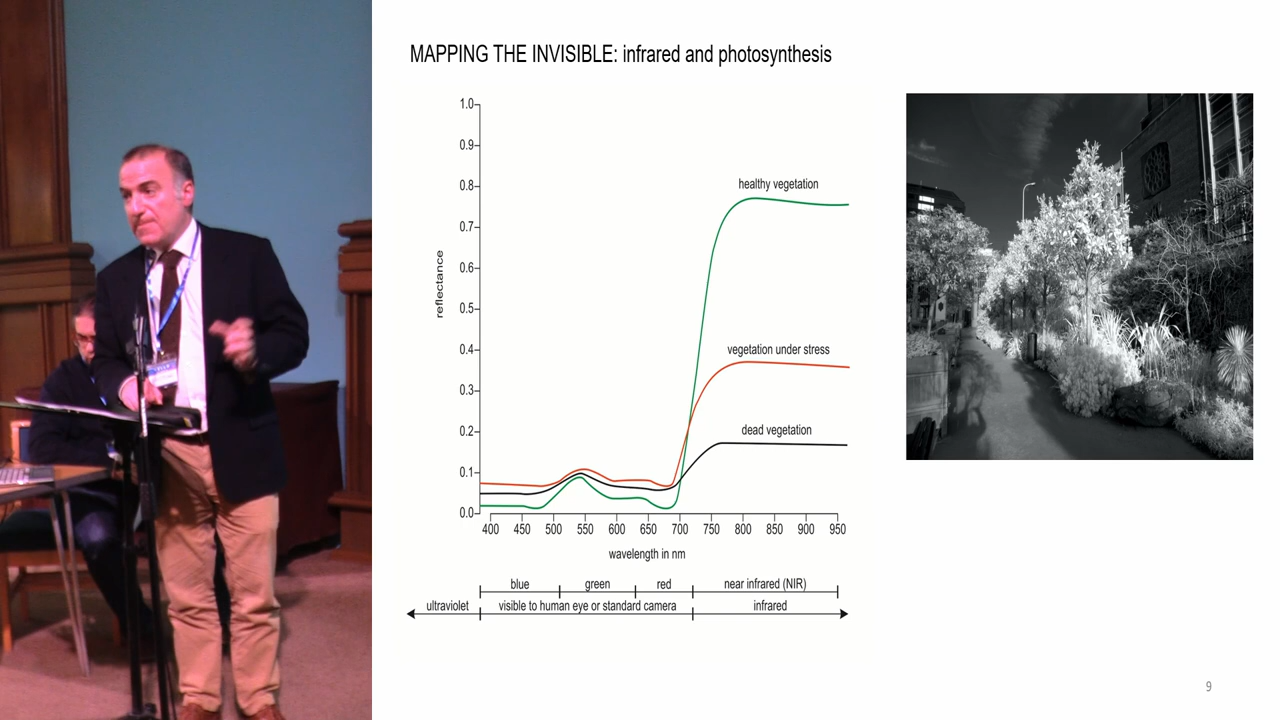 MAPPING THE INVISIBLE: infrared and photosynthesis
1.0
0.9
0.8
0.7
0.6
0.5
0.4
0.3
0.2
0.1
0.0
reflectance
healthy vegetation
vegetation under stress
dead vegetation
400 450 500 550 600 650 700 750 800 850 900 950
wavelength in nm
blue green red near infrared (NIR)
ultraviolet visible to human eye or standard camera infrared
9